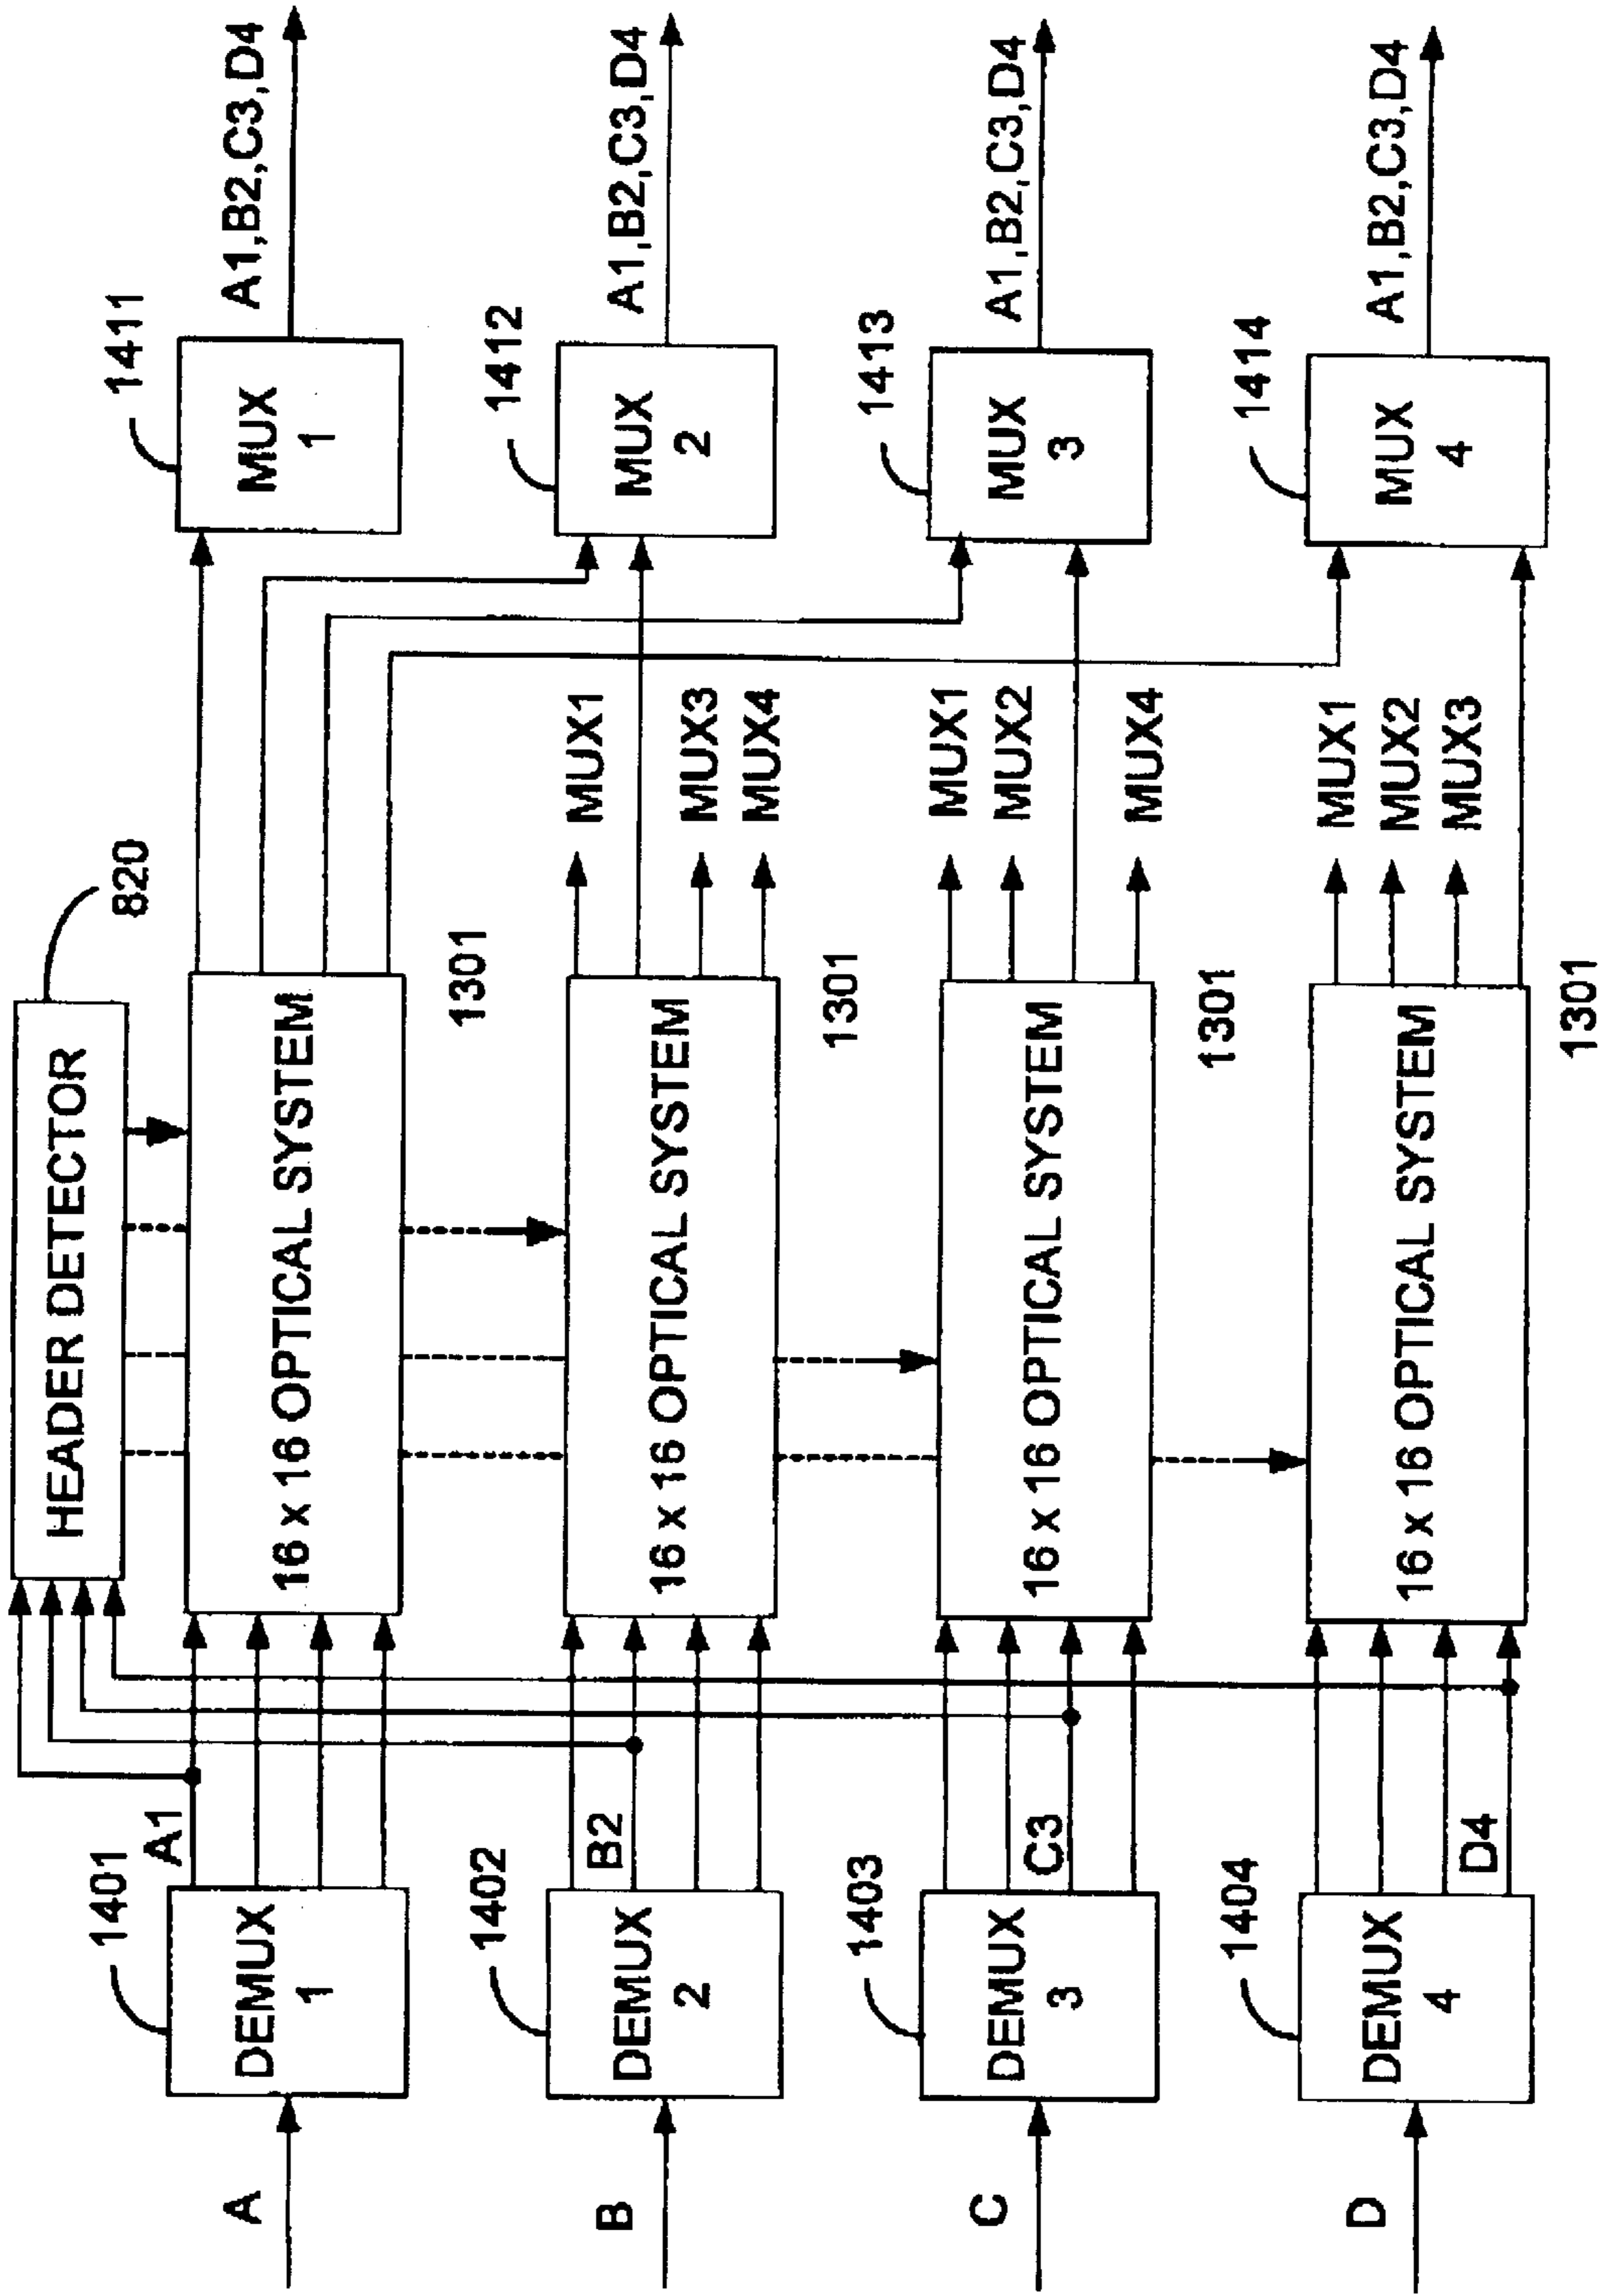 HEADER DETECTOR
820
A
1401
DEMUX
1
A1
16 x 16 OPTICAL SYSTEM
1301
1411
MUX
1
A1,B2,C3,D4
B
1402
DEMUX
2
B2
16 x 16 OPTICAL SYSTEM
1301
MUX1
MUX3
MUX4
1412
MUX
2
A1,B2,C3,D4
C
1403
DEMUX
3
C3
16 x 16 OPTICAL SYSTEM
1301
MUX1
MUX2
MUX4
1413
MUX
3
A1,B2,C3,D4
D
1404
DEMUX
4
D4
16 x 16 OPTICAL SYSTEM
1301
MUX1
MUX2
MUX3
1414
MUX
4
A1,B2,C3,D4